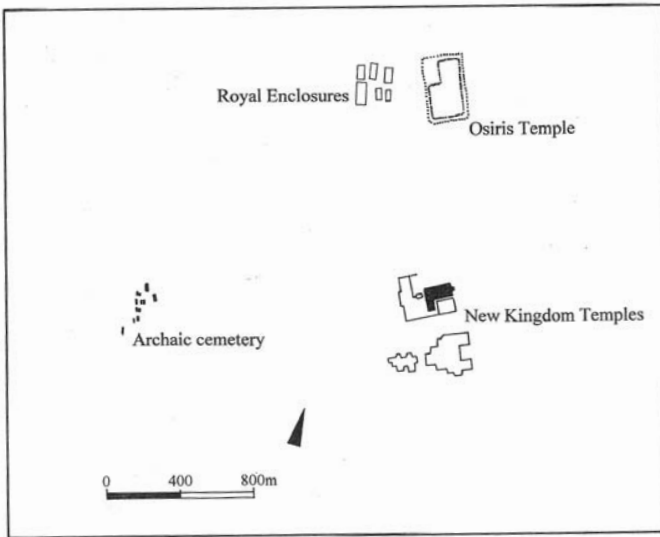 Royal Enclosures
Osiris Temple
New Kingdom Temples
Archaic cemetery
0 400 800m